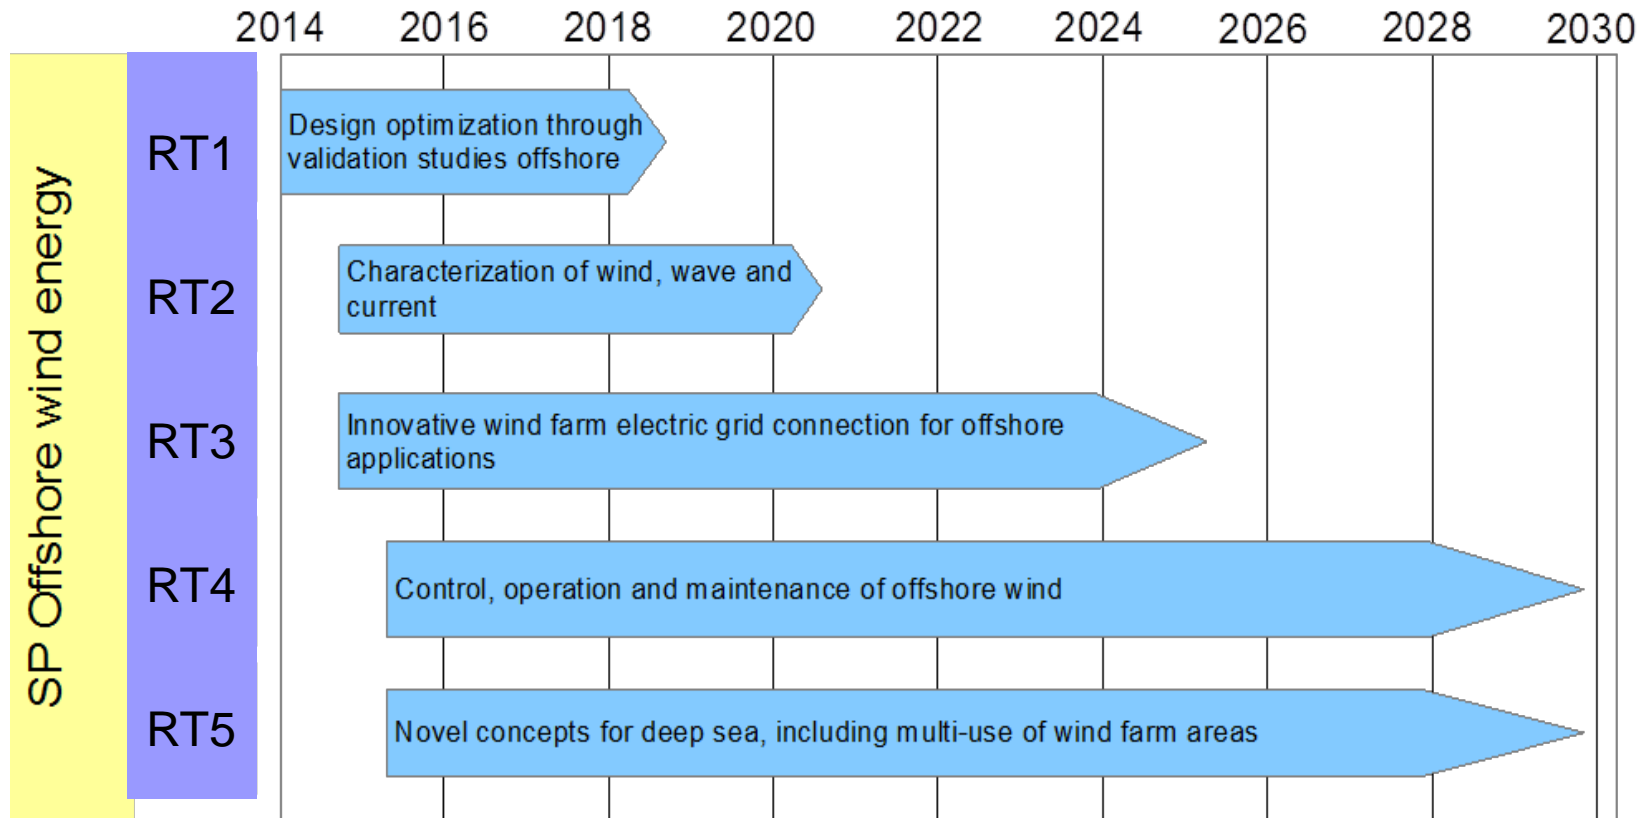 2014 2016 2018 2020 2022 2024 2026 2028 2030
SP Offshore wind energy
RT1
Design optimization through
validation studies offshore
RT2
Characterization of wind, wave and
current
RT3
Innovative wind farm electric grid connection for offshore
applications
RT4
Control, operation and maintenance of offshore wind
RT5
Novel concepts for deep sea, including multi-use of wind farm areas